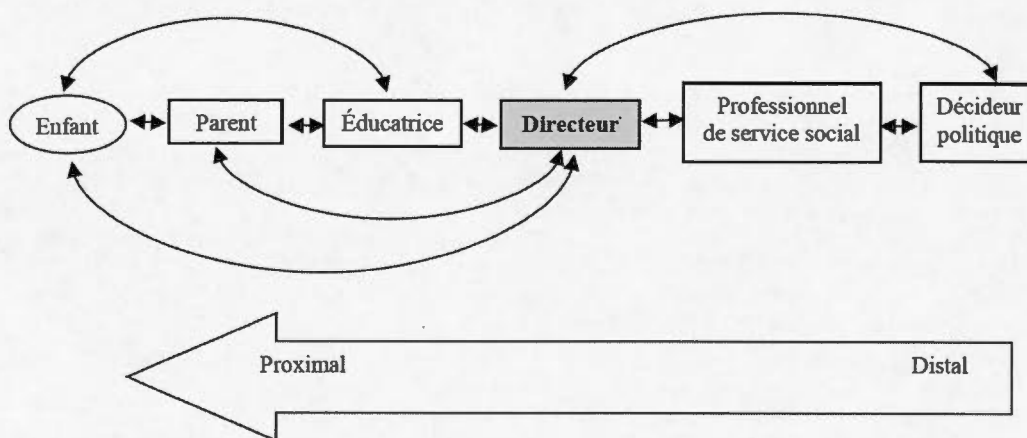 Enfant
Parent
Éducatrice
Directeur
Professionnel
de service social
Décideur
politique
Proximal
Distal